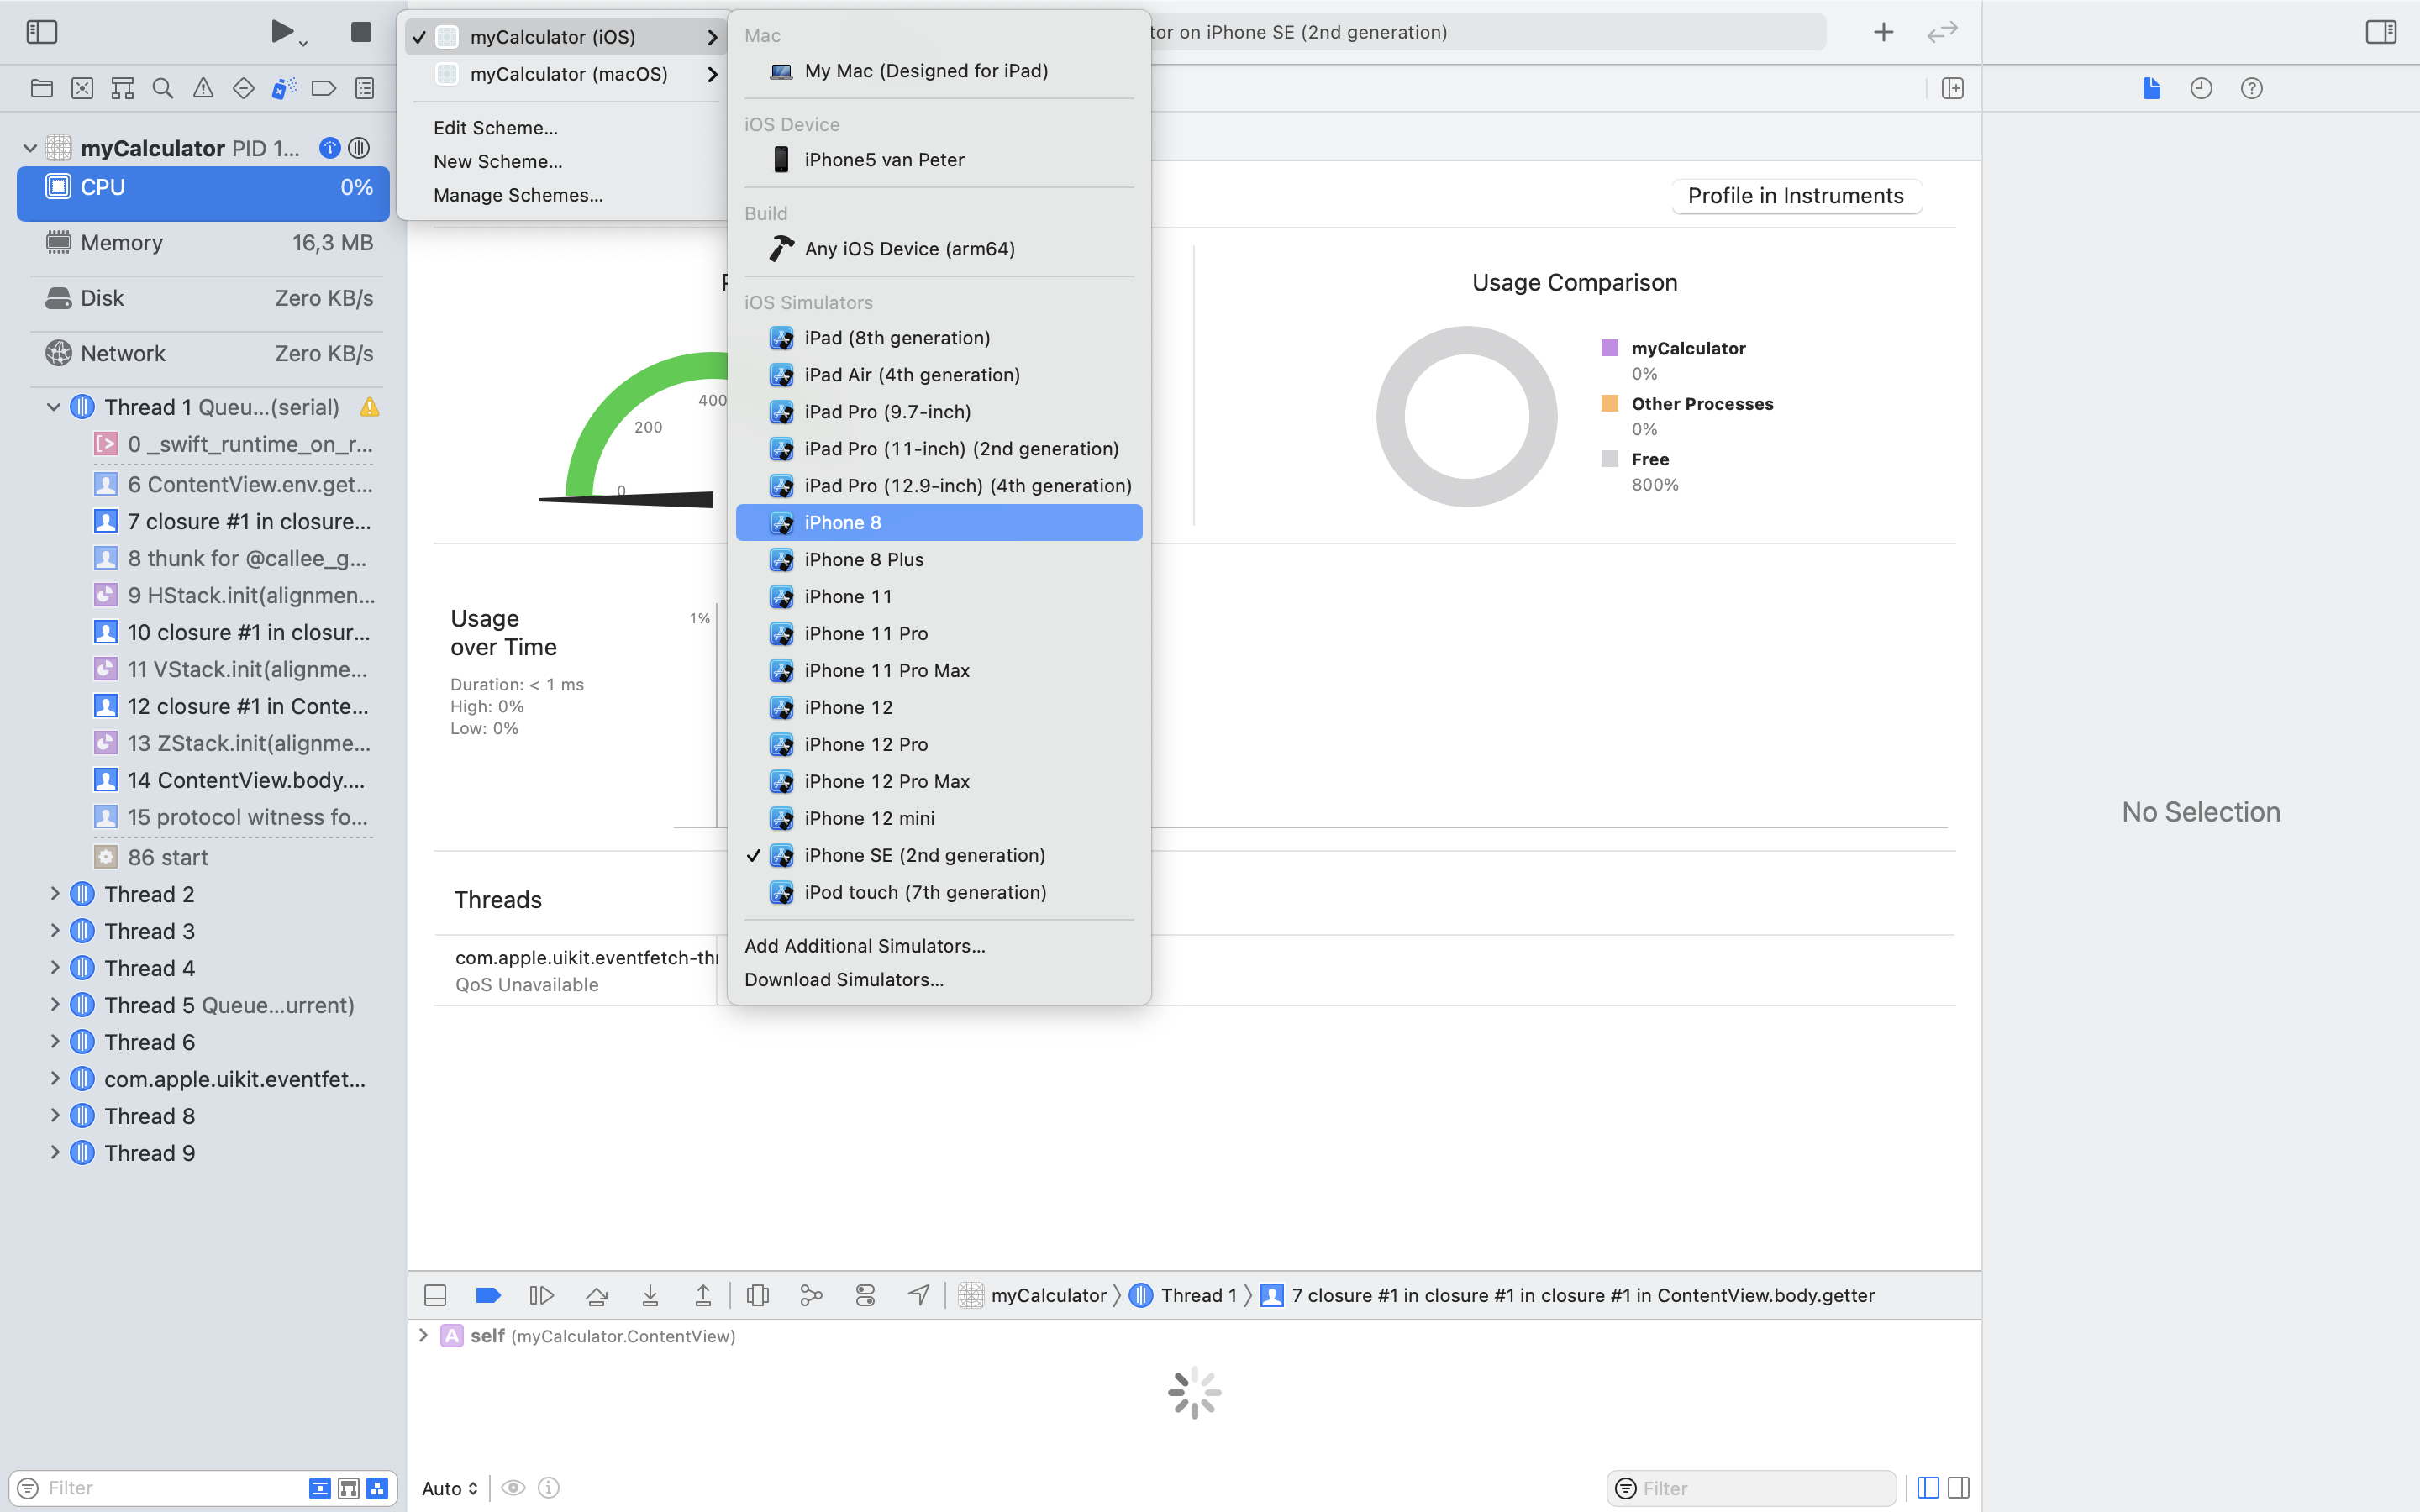 myCalculator (iOS)
myCalculator (macOS)
Edit Scheme...
New Scheme...
Manage Schemes...
Mac
My Mac (Designed for iPad)
iOS Device
iPhone5 van Peter
Build
Any iOS Device (arm64)
iOS Simulators
iPad (8th generation)
iPad Air (4th generation)
iPad Pro (9.7-inch)
iPad Pro (11-inch) (2nd generation)
iPad Pro (12.9-inch) (4th generation)
iPhone 8
iPhone 8 Plus
iPhone 11
iPhone 11 Pro
iPhone 11 Pro Max
iPhone 12
iPhone 12 Pro
iPhone 12 Pro Max
iPhone 12 mini
iPhone SE (2nd generation)
iPod touch (7th generation)
Add Additional Simulators...
Download Simulators...
tor on iPhone SE (2nd generation)
myCalculator PID 1...
CPU 0%
Memory 16,3 MB
Disk Zero KB/s
Network Zero KB/s
Thread 1 Queu...(serial)
0 _swift_runtime_on_r...
6 ContentView.env.get...
7 closure #1 in closure...
8 thunk for @callee_g...
9 HStack.init(alignmen...
10 closure #1 in closur...
11 VStack.init(alignme...
12 closure #1 in Conte...
13 ZStack.init(alignme...
14 ContentView.body....
15 protocol witness fo...
86 start
Thread 2
Thread 3
Thread 4
Thread 5 Queue...urrent)
Thread 6
com.apple.uikit.eventfet...
Thread 8
Thread 9
Filter
Profile in Instruments
0
200
400
Usage Comparison
myCalculator
0%
Other Processes
0%
Free
800%
Usage
over Time
Duration: < 1 ms
High: 0%
Low: 0%
1%
Threads
com.apple.uikit.eventfetch-thr
QoS Unavailable
No Selection
myCalculator Thread 1 7 closure #1 in closure #1 in closure #1 in ContentView.body.getter
A self (myCalculator.ContentView)
Auto
Filter